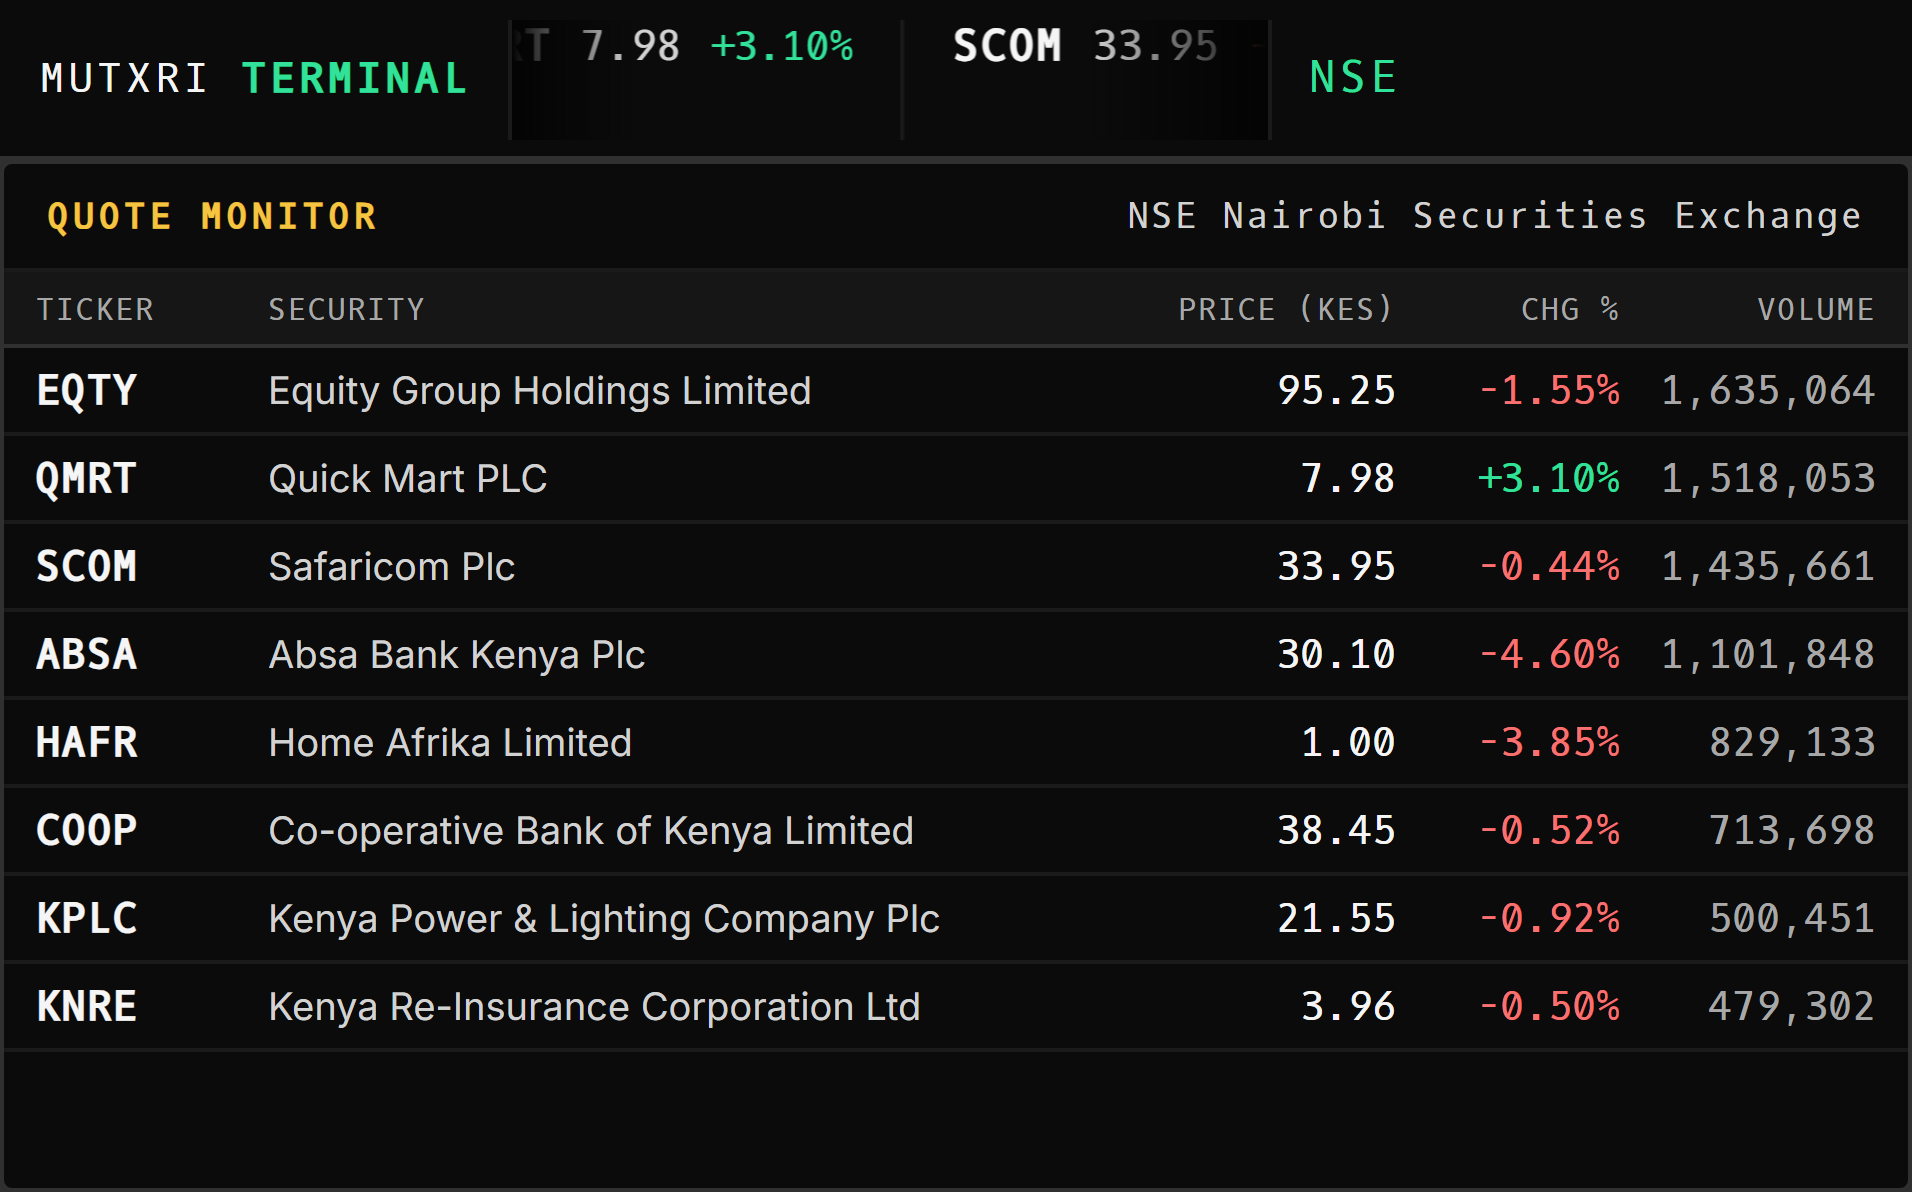 MUTXRI TERMINAL
7.98 +3.10%
SCOM 33.95
NSE
QUOTE MONITOR
NSE Nairobi Securities Exchange
TICKER SECURITY PRICE (KES) CHG % VOLUME
EQTY Equity Group Holdings Limited 95.25 -1.55% 1,635,064
QMRT Quick Mart PLC 7.98 +3.10% 1,518,053
SCOM Safaricom Plc 33.95 -0.44% 1,435,661
ABSA Absa Bank Kenya Plc 30.10 -4.60% 1,101,848
HAFR Home Afrika Limited 1.00 -3.85% 829,133
COOP Co-operative Bank of Kenya Limited 38.45 -0.52% 713,698
KPLC Kenya Power & Lighting Company Plc 21.55 -0.92% 500,451
KNRE Kenya Re-Insurance Corporation Ltd 3.96 -0.50% 479,302